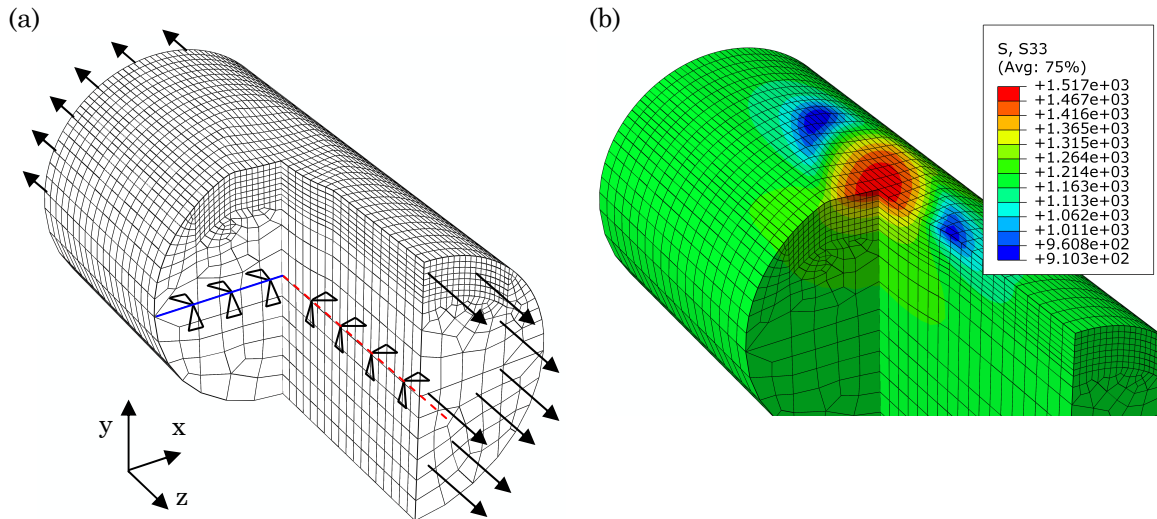 (a)
(b)
S, S33
(Avg: 75%)
+1.517e+03
+1.467e+03
+1.416e+03
+1.365e+03
+1.315e+03
+1.264e+03
+1.214e+03
+1.163e+03
+1.113e+03
+1.062e+03
+1.011e+03
+9.608e+02
+9.103e+02
y
x
z